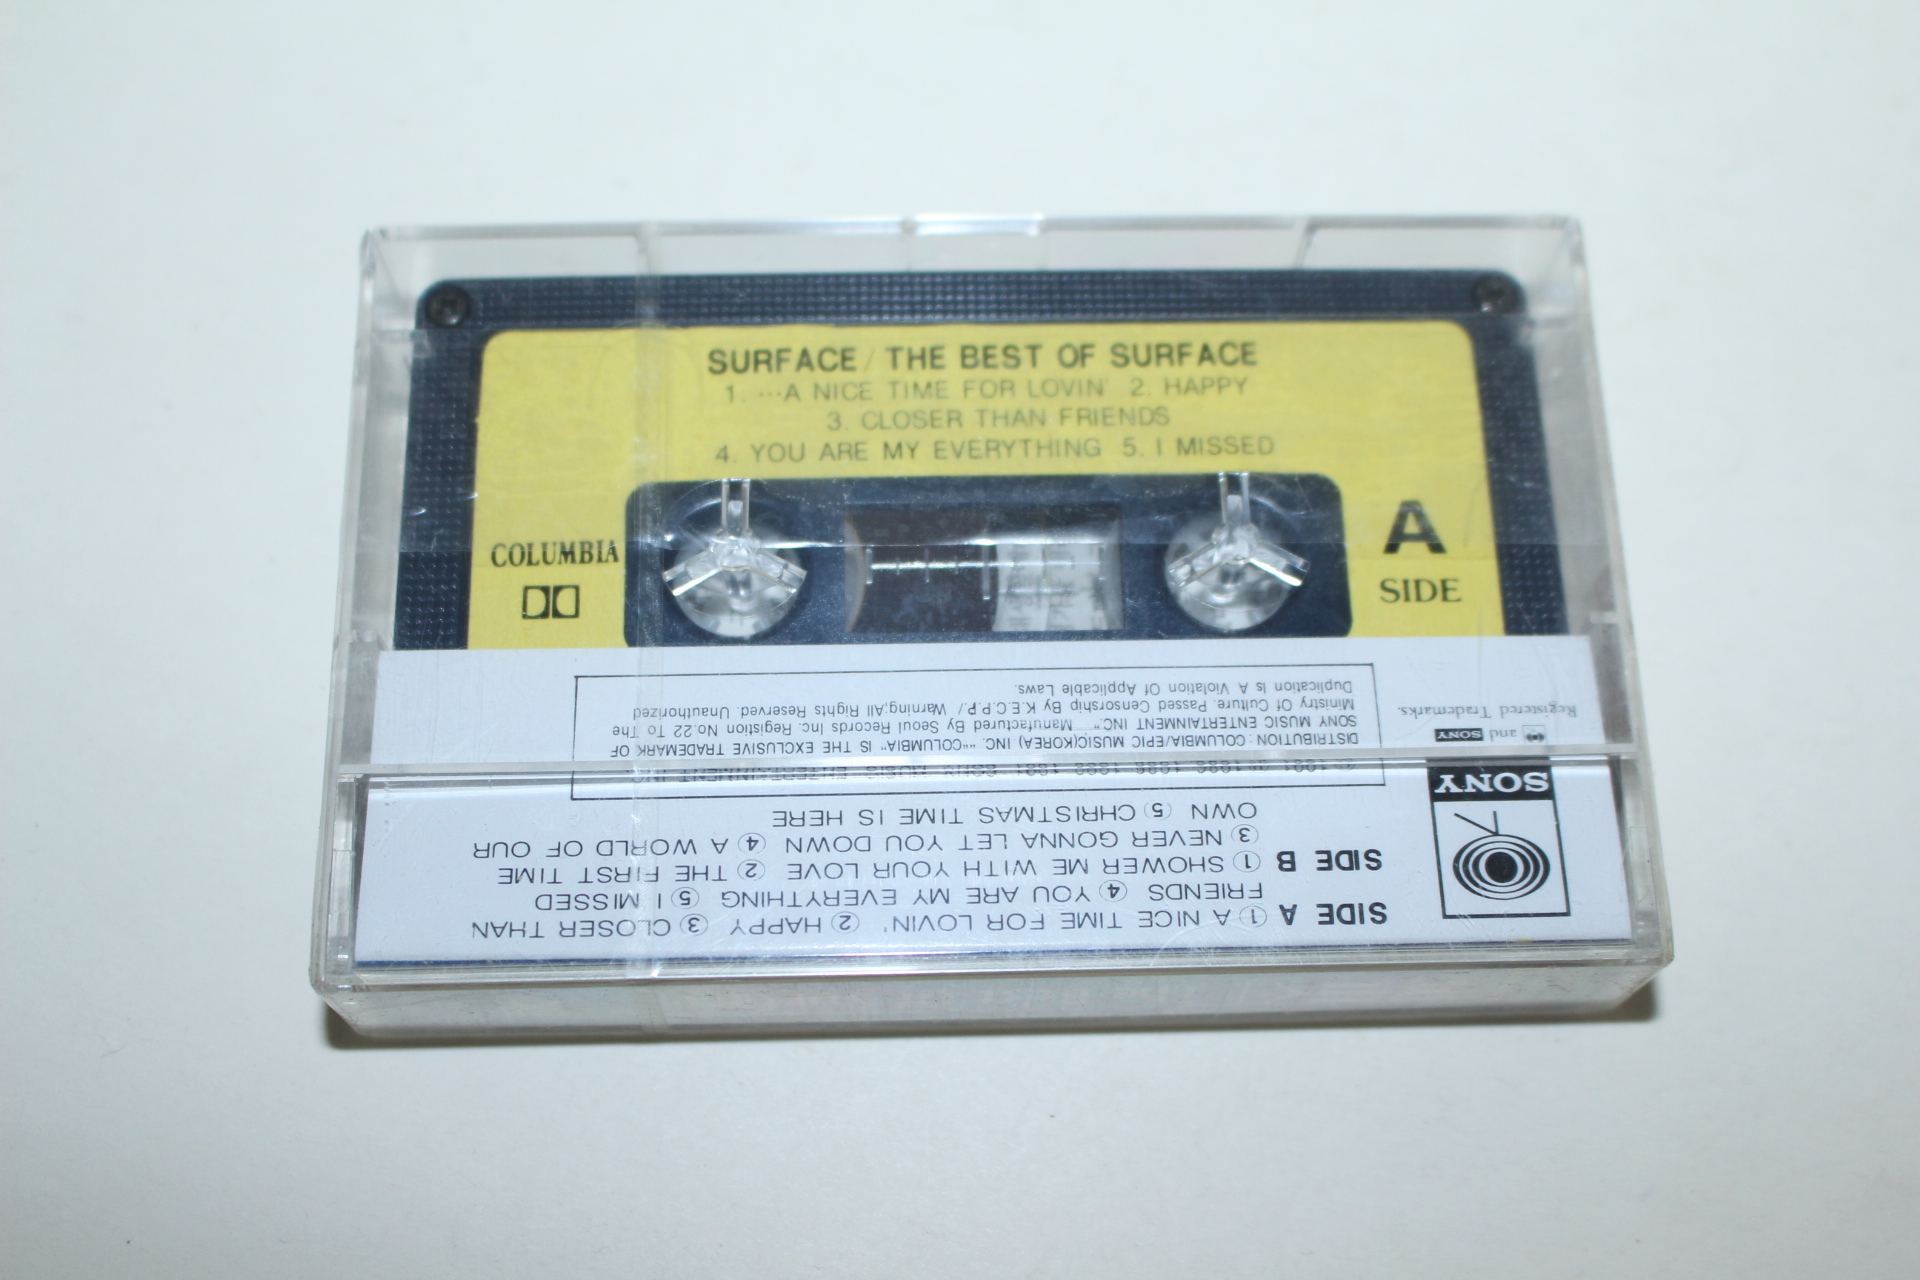 SURFACE / THE BEST OF SURFACE
1. ···A NICE TIME FOR LOVIN' 2. HAPPY
3. CLOSER THAN FRIENDS
4. YOU ARE MY EVERYTHING 5. I MISSED
COLUMBIA
A
SIDE
SIDE A ① A NICE TIME FOR LOVIN' ② HAPPY ③ CLOSER THAN
FRIENDS ④ YOU ARE MY EVERYTHING ⑤ I MISSED
SIDE B ① SHOWER ME WITH YOUR LOVE ② THE FIRST TIME
③ NEVER GONNA LET YOU DOWN ④ A WORLD OF OUR
OWN ⑤ CHRISTMAS TIME IS HERE
SONY MUSIC ENTERTAINMENT INC.
DISTRIBUTION : COLUMBIA/EPIC MUSIC(KOREA) INC. ""COLUMBIA" IS THE EXCLUSIVE TRADEMARK OF
SONY MUSIC ENTERTAINMENT INC." Manufactured By Seoul Records Inc. Registion No.22 To The
Ministry Of Culture. Passed Censorship By K.E.C.P.P./ Warning;All Rights Reserved. Unauthorized
Duplication Is A Violation Of Applicable Laws.
SONY
and SONY
Registered Trademarks.